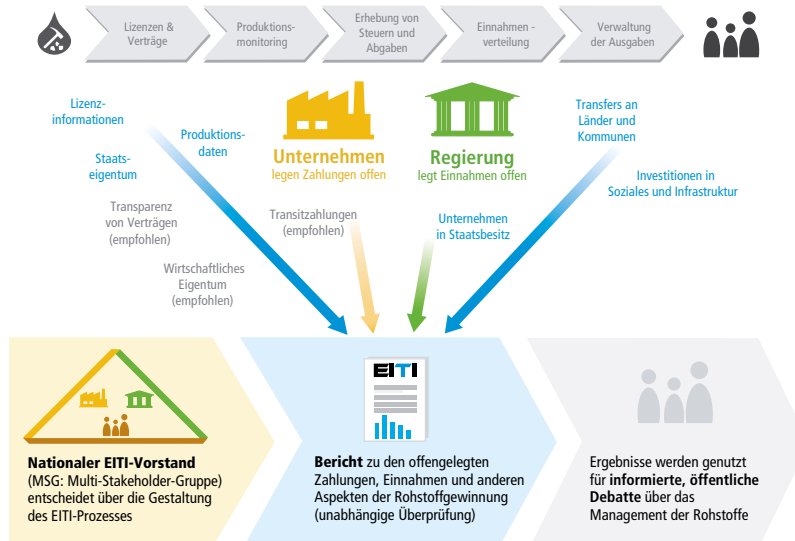 Lizenzen &
Verträge
Produktions-
monitoring
Erhebung von
Steuern und
Abgaben
Einnahmen -
verteilung
Verwaltung
der Ausgaben
Lizenz-
informationen
Produktions-
daten
Staats-
eigentum
Transparenz
von Verträgen
(empfohlen)
Wirtschaftliches
Eigentum
(empfohlen)
Unternehmen
legen Zahlungen offen
Transitzahlungen
(empfohlen)
Regierung
legt Einnahmen offen
Unternehmen
in Staatsbesitz
Transfers an
Länder und
Kommunen
Investitionen in
Soziales und Infrastruktur
Nationaler EITI-Vorstand
(MSG: Multi-Stakeholder-Gruppe)
entscheidet über die Gestaltung
des EITI-Prozesses
EITI
Bericht zu den offengelegten
Zahlungen, Einnahmen und anderen
Aspekten der Rohstoffgewinnung
(unabhängige Überprüfung)
Ergebnisse werden genutzt
für informierte, öffentliche
Debatte über das
Management der Rohstoffe